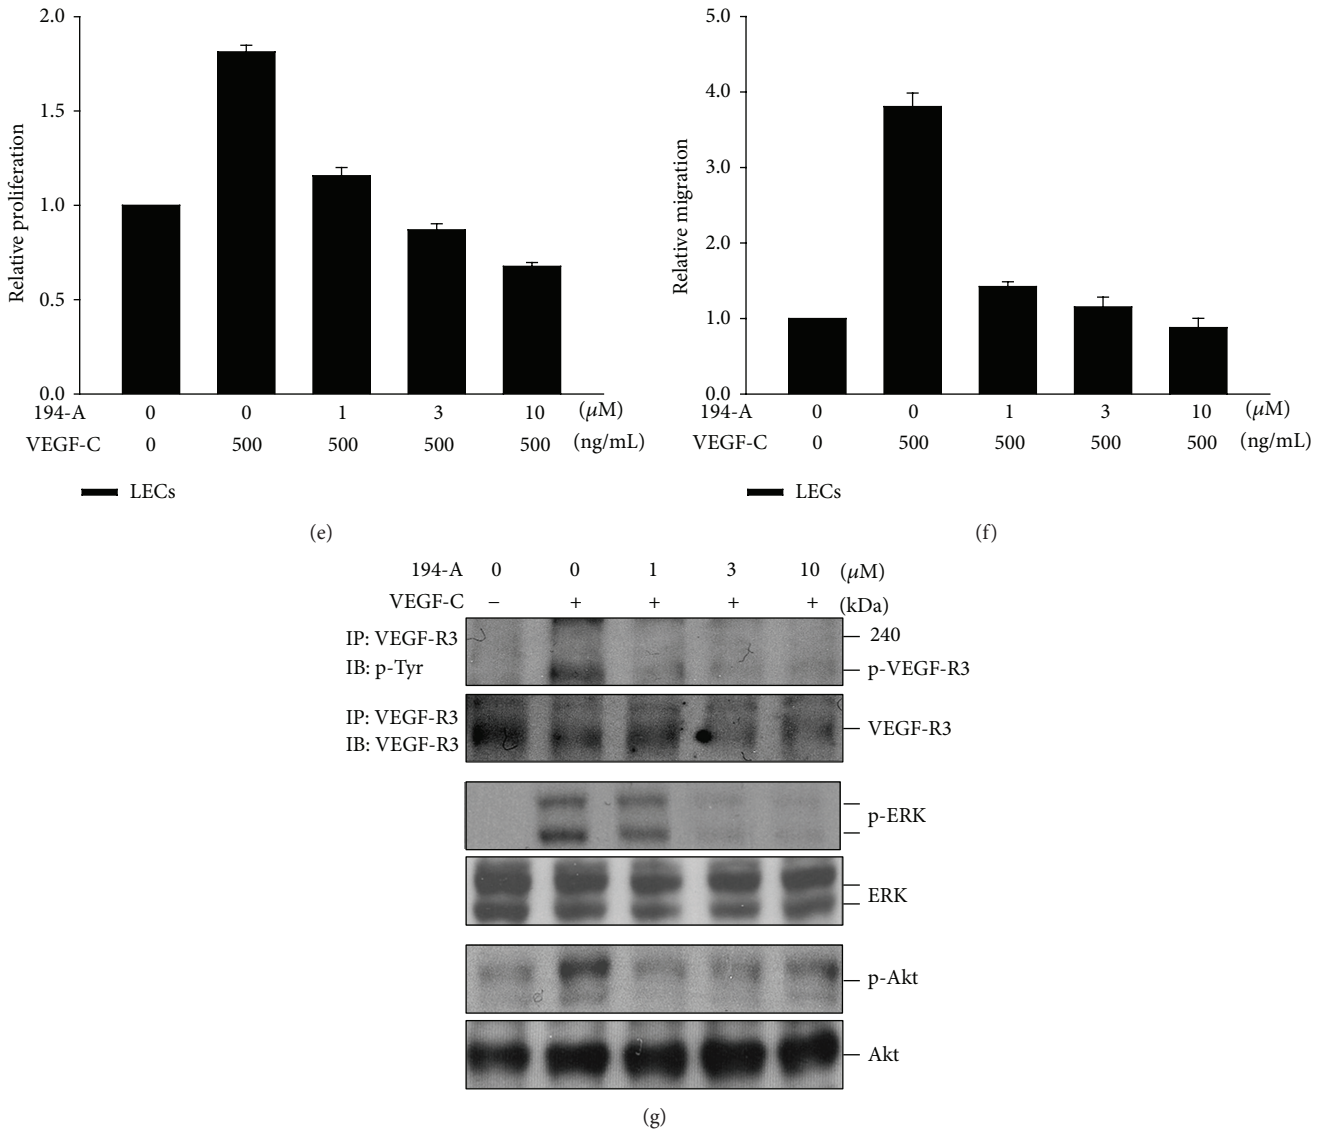 2.0
1.5
1.0
0.5
0.0
Relative proliferation
194-A 0 0 1 3 10 (μM)
VEGF-C 0 500 500 500 500 (ng/mL)
LECs
(e)
5.0
4.0
3.0
2.0
1.0
0.0
Relative migration
194-A 0 0 1 3 10 (μM)
VEGF-C 0 500 500 500 500 (ng/mL)
LECs
(f)
194-A 0 0 1 3 10 (μM)
VEGF-C − + + + + (kDa)
IP: VEGF-R3 240
IB: p-Tyr p-VEGF-R3
IP: VEGF-R3
IB: VEGF-R3 VEGF-R3
p-ERK
ERK
p-Akt
Akt
(g)